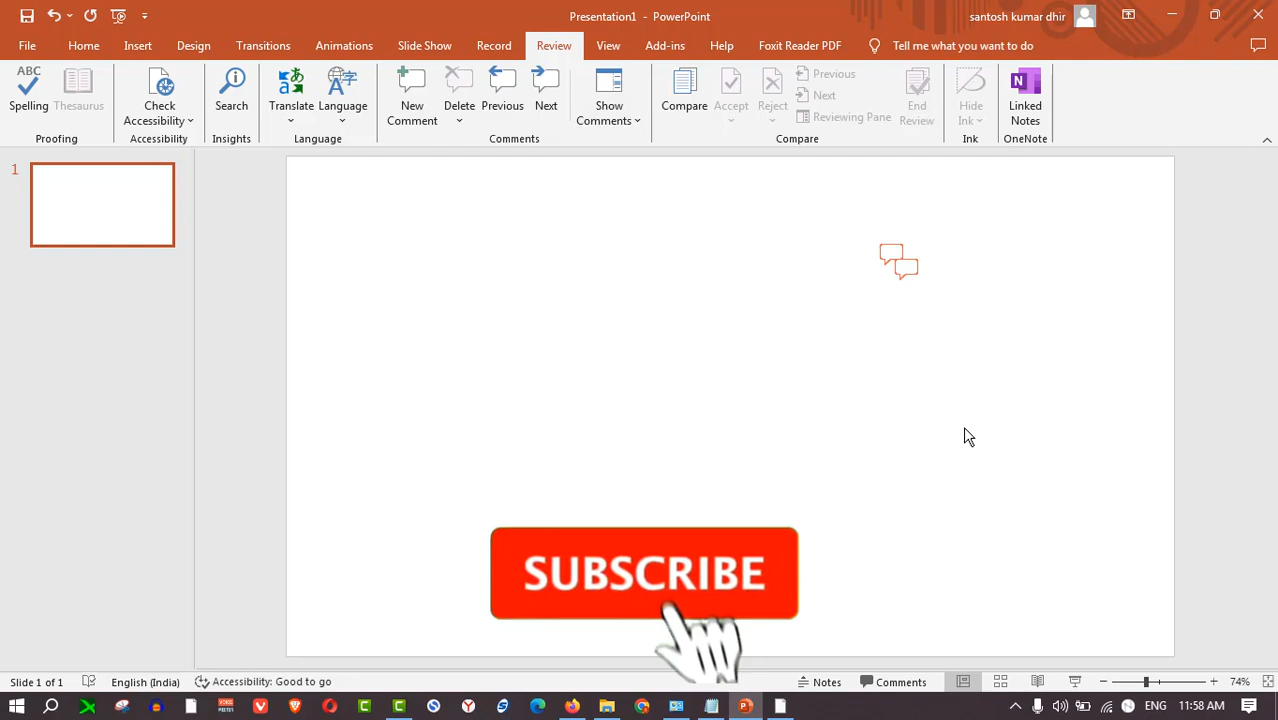 Presentation1 - PowerPoint
santosh kumar dhir
File Home Insert Design Transitions Animations Slide Show Record Review View Add-ins Help Foxit Reader PDF Tell me what you want to do
ABC
Spelling
Thesaurus
Proofing
Check
Accessibility
Accessibility
Search
Insights
Translate
Language
Language
New
Comment
Delete
Previous
Next
Show
Comments
Comments
Compare
Accept
Reject
Previous
Next
Reviewing Pane
End
Review
Compare
Hide
Ink
Ink
Linked
Notes
OneNote
1
SUBSCRIBE
Slide 1 of 1 English (India) Accessibility: Good to go Notes Comments 74%
11:58 AM